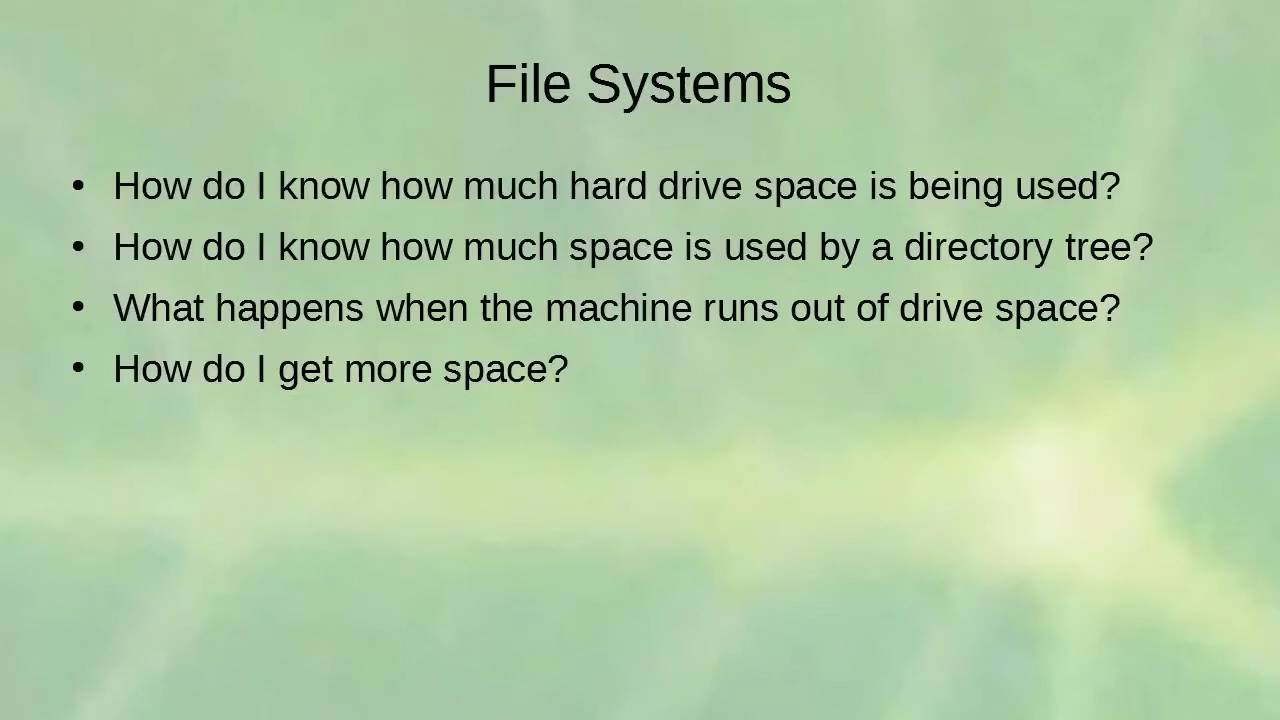 File Systems
• How do I know how much hard drive space is being used?
• How do I know how much space is used by a directory tree?
• What happens when the machine runs out of drive space?
• How do I get more space?